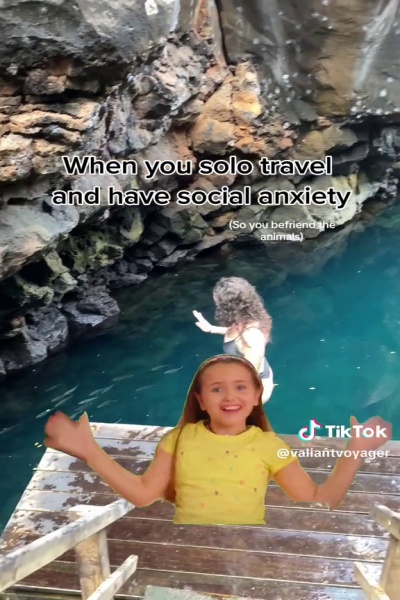 When you solo travel
and have social anxiety
(So you befriend the
animals)
TikTok
@valiantvoyager